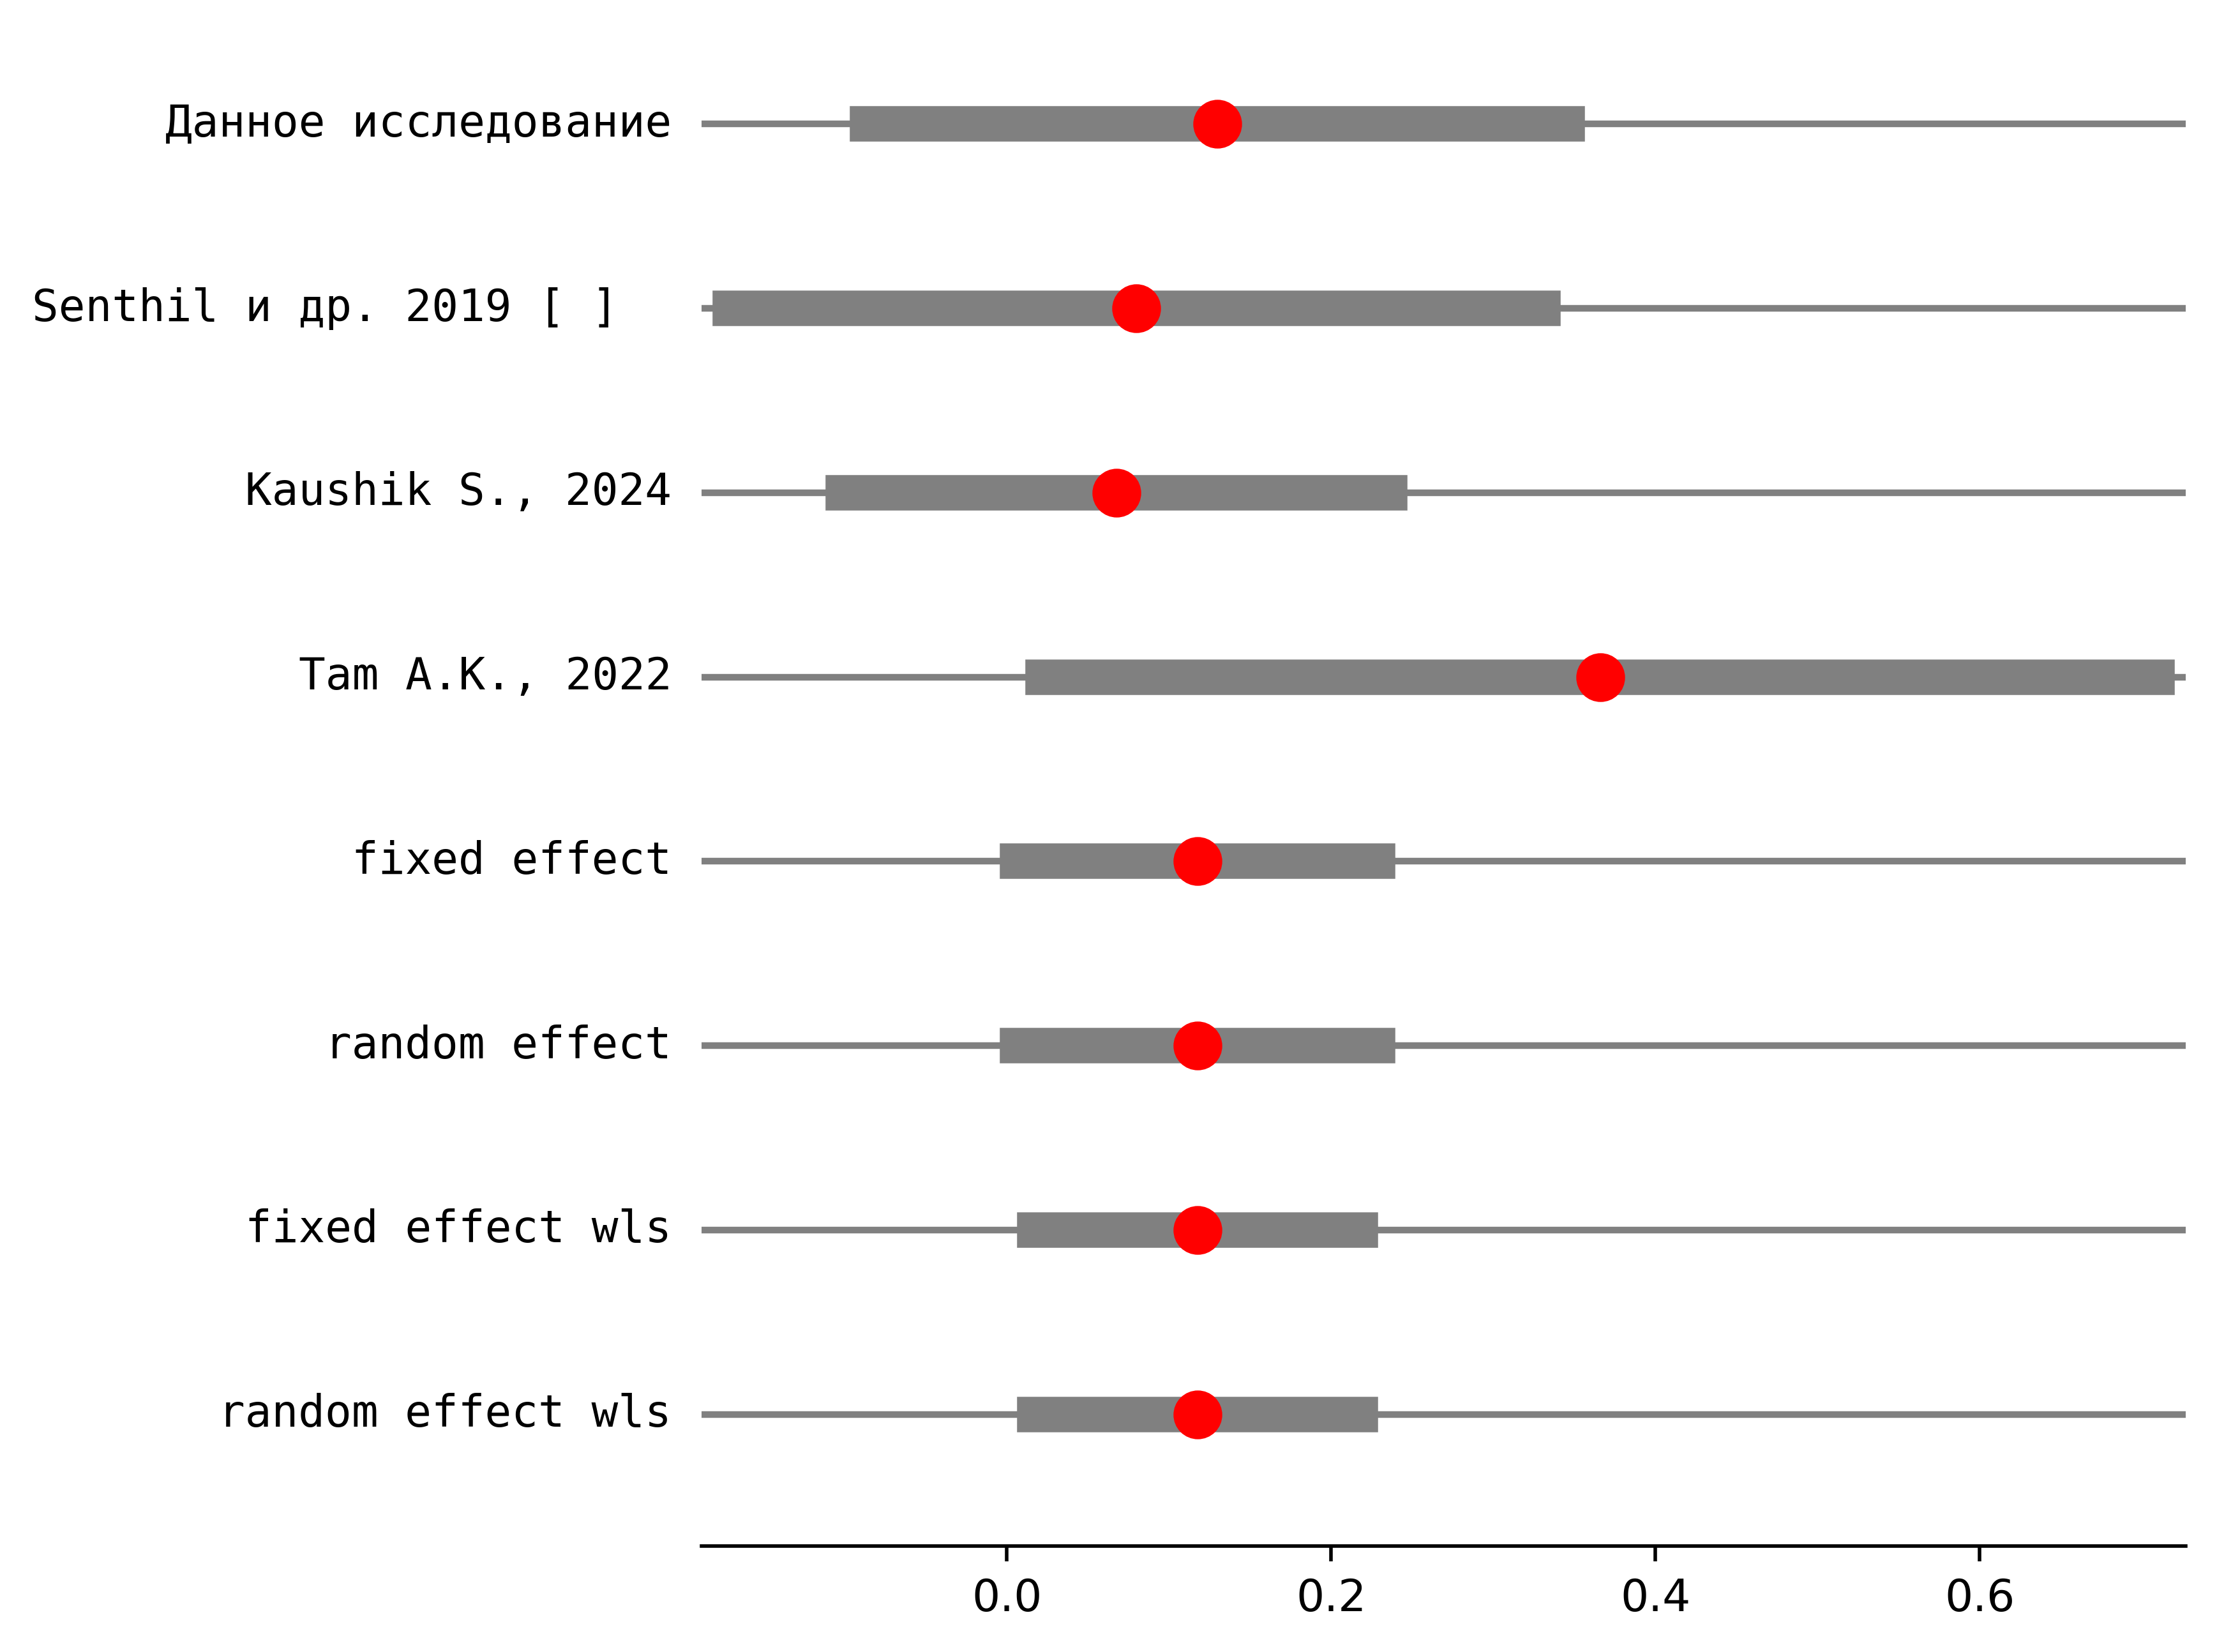 Данное исследование
Senthil и др. 2019 [ ]
Kaushik S., 2024
Tam A.K., 2022
fixed effect
random effect
fixed effect wls
random effect wls
0.0 0.2 0.4 0.6